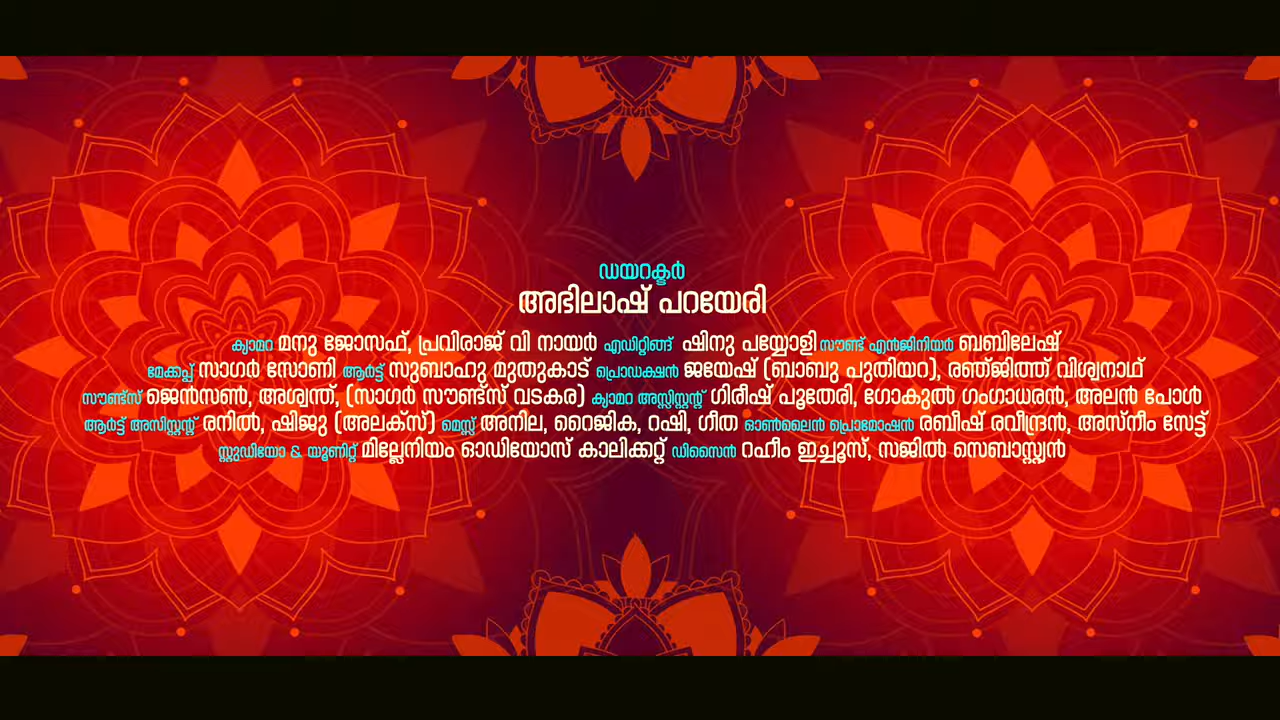 ഡയറക്ടർ
അഭിലാഷ് പറയേരി
ക്യാമറ മനു ജോസഫ്, പ്രവിരാജ് വി നായർ എഡിറ്റിങ്ങ് ഷിനു പയ്യോളി സൗണ്ട് എൻജിനിയർ ബബിലേഷ്
മേക്കപ്പ് സാഗർ സോണി ആർട്ട് സുബാഹു മുതുകാട് പ്രൊഡക്ഷൻ ജയേഷ് (ബാബു പുതിയറ), രഞ്ജിത്ത് വിശ്വനാഥ്
സൗണ്ട്സ് ജെൻസൺ, അശ്വന്ത്, (സാഗർ സൗണ്ട്സ് വടകര) ക്യാമറ അസ്സിസ്റ്റന്റ് ഗിരീഷ് പൂതേരി, ഗോകുൽ ഗംഗാധരൻ, അലൻ പോൾ
ആർട്ട് അസിസ്റ്റന്റ് രനിൽ, ഷിജു (അലക്സ്) മെസ്സ് അനില, റൈജിക, റഷി, ഗീത ഓൺലൈൻ പ്രൊമോഷൻ രബീഷ് രവീന്ദ്രൻ, അസ്നീം സേട്ട്
സ്റ്റുഡിയോ & യൂണിറ്റ് മില്ലേനിയം ഓഡിയോസ് കാലിക്കറ്റ് ഡിസൈൻ റഹീം ഇച്ചൂസ്, സജിൽ സെബാസ്റ്റ്യൻ